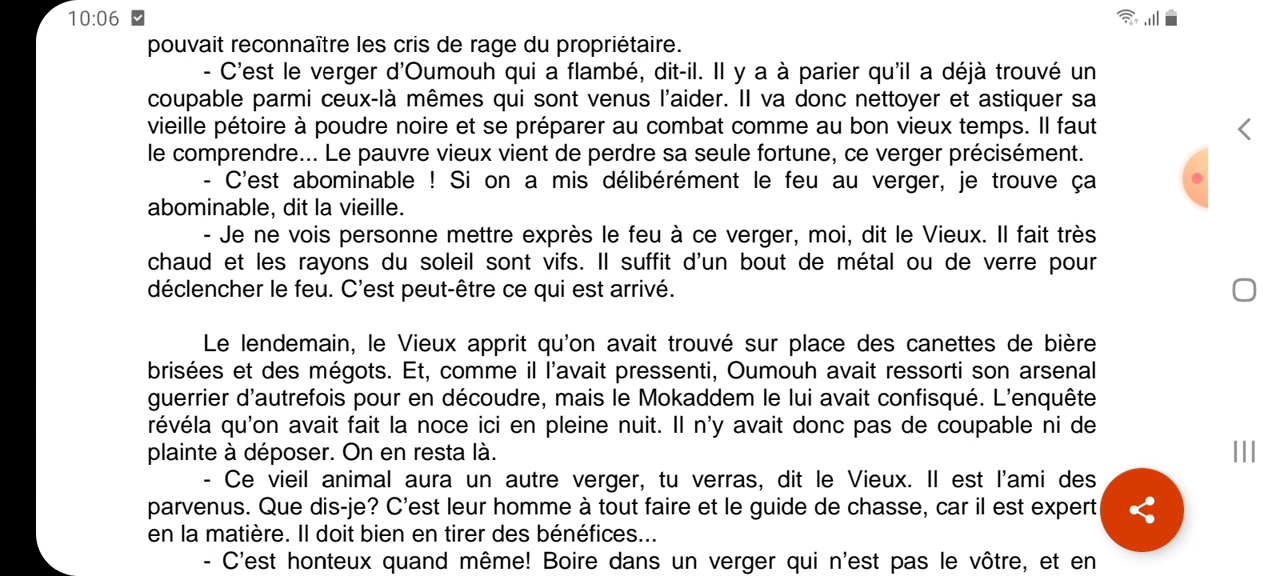 10:06
pouvait reconnaître les cris de rage du propriétaire.
- C’est le verger d’Oumouh qui a flambé, dit-il. Il y a à parier qu’il a déjà trouvé un
coupable parmi ceux-là mêmes qui sont venus l’aider. Il va donc nettoyer et astiquer sa
vieille pétoire à poudre noire et se préparer au combat comme au bon vieux temps. Il faut
le comprendre... Le pauvre vieux vient de perdre sa seule fortune, ce verger précisément.
- C’est abominable ! Si on a mis délibérément le feu au verger, je trouve ça
abominable, dit la vieille.
- Je ne vois personne mettre exprès le feu à ce verger, moi, dit le Vieux. Il fait très
chaud et les rayons du soleil sont vifs. Il suffit d’un bout de métal ou de verre pour
déclencher le feu. C’est peut-être ce qui est arrivé.
Le lendemain, le Vieux apprit qu’on avait trouvé sur place des canettes de bière
brisées et des mégots. Et, comme il l’avait pressenti, Oumouh avait ressorti son arsenal
guerrier d’autrefois pour en découdre, mais le Mokaddem le lui avait confisqué. L’enquête
révéla qu’on avait fait la noce ici en pleine nuit. Il n’y avait donc pas de coupable ni de
plainte à déposer. On en resta là.
- Ce vieil animal aura un autre verger, tu verras, dit le Vieux. Il est l’ami des
parvenus. Que dis-je? C’est leur homme à tout faire et le guide de chasse, car il est expert
en la matière. Il doit bien en tirer des bénéfices...
- C’est honteux quand même! Boire dans un verger qui n’est pas le vôtre, et en